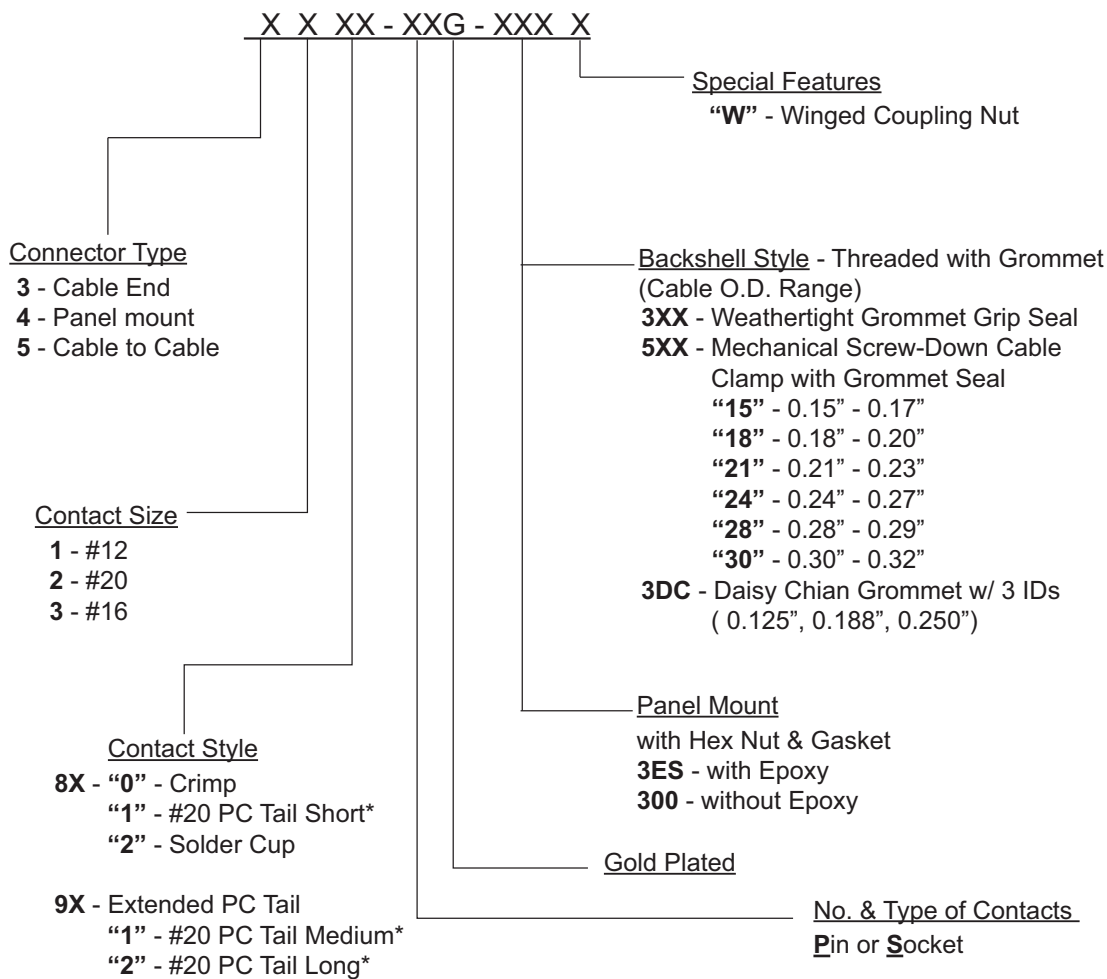 X X XX - XXG - XXX X
Special Features
“W” - Winged Coupling Nut
Connector Type
3 - Cable End
4 - Panel mount
5 - Cable to Cable
Backshell Style - Threaded with Grommet
(Cable O.D. Range)
3XX - Weathertight Grommet Grip Seal
5XX - Mechanical Screw-Down Cable
Clamp with Grommet Seal
“15” - 0.15” - 0.17”
“18” - 0.18” - 0.20”
“21” - 0.21” - 0.23”
“24” - 0.24” - 0.27”
“28” - 0.28” - 0.29”
“30” - 0.30” - 0.32”
3DC - Daisy Chian Grommet w/ 3 IDs
( 0.125”, 0.188”, 0.250”)
Contact Size
1 - #12
2 - #20
3 - #16
Panel Mount
with Hex Nut & Gasket
3ES - with Epoxy
300 - without Epoxy
Contact Style
8X - “0” - Crimp
“1” - #20 PC Tail Short*
“2” - Solder Cup
9X - Extended PC Tail
“1” - #20 PC Tail Medium*
“2” - #20 PC Tail Long*
Gold Plated
No. & Type of Contacts
Pin or Socket